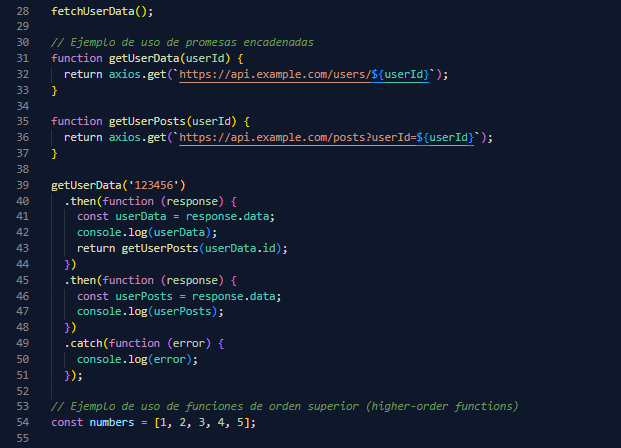 28 fetchUserData();
29
30 // Ejemplo de uso de promesas encadenadas
31 function getUserData(userId) {
32   return axios.get(`https://api.example.com/users/${userId}`);
33 }
34
35 function getUserPosts(userId) {
36   return axios.get(`https://api.example.com/posts?userId=${userId}`);
37 }
38
39 getUserData('123456')
40   .then(function (response) {
41     const userData = response.data;
42     console.log(userData);
43     return getUserPosts(userData.id);
44   })
45   .then(function (response) {
46     const userPosts = response.data;
47     console.log(userPosts);
48   })
49   .catch(function (error) {
50     console.log(error);
51   });
52
53 // Ejemplo de uso de funciones de orden superior (higher-order functions)
54 const numbers = [1, 2, 3, 4, 5];
55